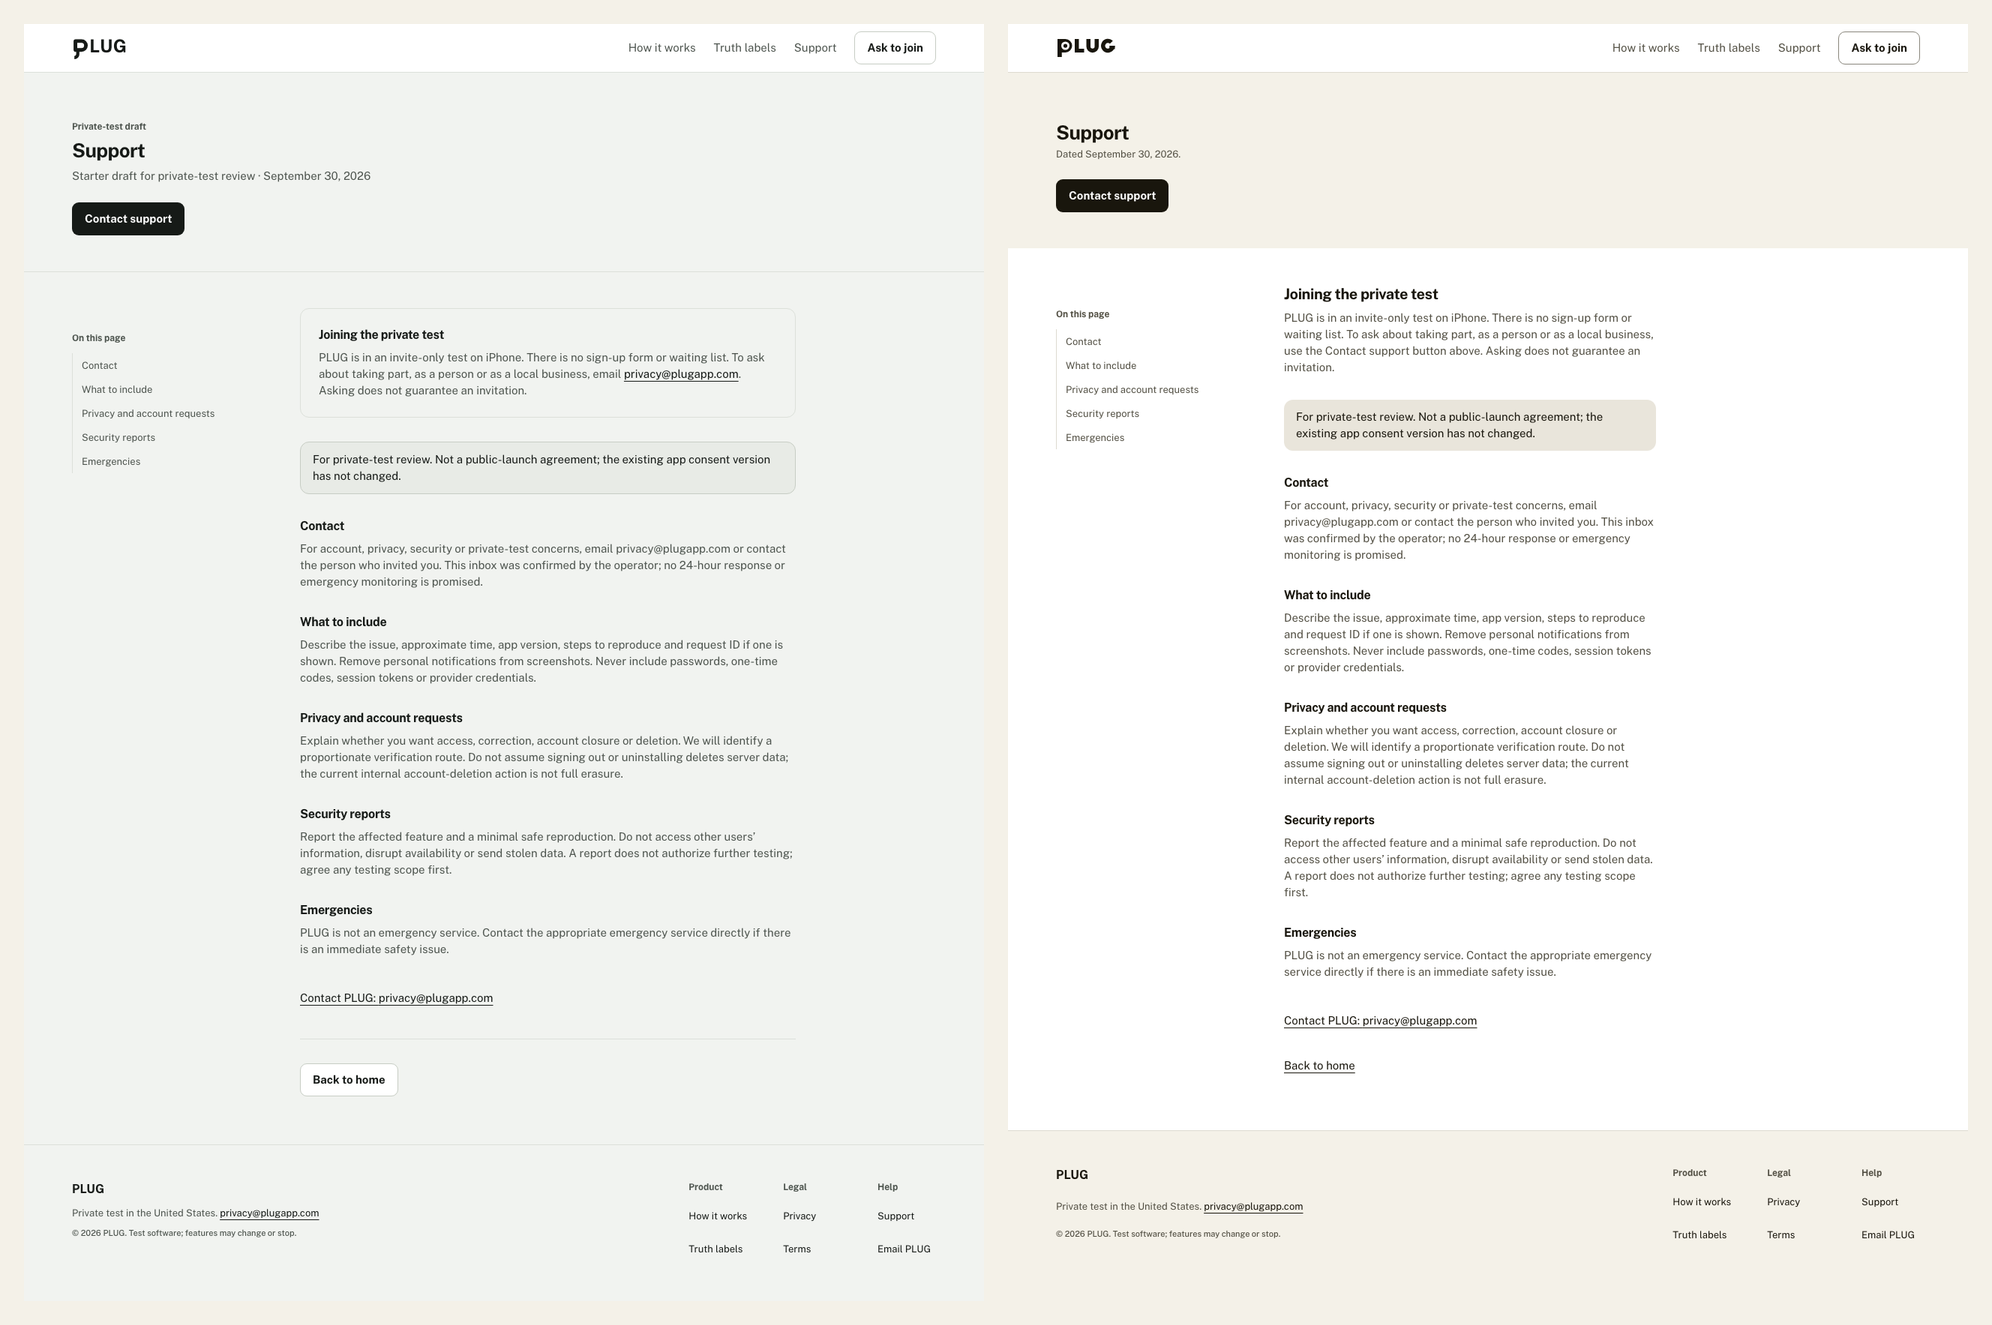 PLUG
How it works
Truth labels
Support
Ask to join
Private-test draft
Support
Starter draft for private-test review · September 30, 2026
Contact support
On this page
Contact
What to include
Privacy and account requests
Security reports
Emergencies
Joining the private test
PLUG is in an invite-only test on iPhone. There is no sign-up form or waiting list. To ask
about taking part, as a person or as a local business, email privacy@plugapp.com.
Asking does not guarantee an invitation.
For private-test review. Not a public-launch agreement; the existing app consent version
has not changed.
Contact
For account, privacy, security or private-test concerns, email privacy@plugapp.com or contact
the person who invited you. This inbox was confirmed by the operator; no 24-hour response or
emergency monitoring is promised.
What to include
Describe the issue, approximate time, app version, steps to reproduce and request ID if one is
shown. Remove personal notifications from screenshots. Never include passwords, one-time
codes, session tokens or provider credentials.
Privacy and account requests
Explain whether you want access, correction, account closure or deletion. We will identify a
proportionate verification route. Do not assume signing out or uninstalling deletes server data;
the current internal account-deletion action is not full erasure.
Security reports
Report the affected feature and a minimal safe reproduction. Do not access other users’
information, disrupt availability or send stolen data. A report does not authorize further testing;
agree any testing scope first.
Emergencies
PLUG is not an emergency service. Contact the appropriate emergency service directly if there
is an immediate safety issue.
Contact PLUG: privacy@plugapp.com
Back to home
PLUG
Private test in the United States. privacy@plugapp.com
© 2026 PLUG. Test software; features may change or stop.
Product
How it works
Truth labels
Legal
Privacy
Terms
Help
Support
Email PLUG
PLUG
How it works
Truth labels
Support
Ask to join
Support
Dated September 30, 2026.
Contact support
On this page
Contact
What to include
Privacy and account requests
Security reports
Emergencies
Joining the private test
PLUG is in an invite-only test on iPhone. There is no sign-up form or
waiting list. To ask about taking part, as a person or as a local business,
use the Contact support button above. Asking does not guarantee an
invitation.
For private-test review. Not a public-launch agreement; the
existing app consent version has not changed.
Contact
For account, privacy, security or private-test concerns, email
privacy@plugapp.com or contact the person who invited you. This inbox
was confirmed by the operator; no 24-hour response or emergency
monitoring is promised.
What to include
Describe the issue, approximate time, app version, steps to reproduce
and request ID if one is shown. Remove personal notifications from
screenshots. Never include passwords, one-time codes, session tokens
or provider credentials.
Privacy and account requests
Explain whether you want access, correction, account closure or
deletion. We will identify a proportionate verification route. Do not
assume signing out or uninstalling deletes server data; the current
internal account-deletion action is not full erasure.
Security reports
Report the affected feature and a minimal safe reproduction. Do not
access other users’ information, disrupt availability or send stolen data.
A report does not authorize further testing; agree any testing scope
first.
Emergencies
PLUG is not an emergency service. Contact the appropriate emergency
service directly if there is an immediate safety issue.
Contact PLUG: privacy@plugapp.com
Back to home
PLUG
Private test in the United States. privacy@plugapp.com
© 2026 PLUG. Test software; features may change or stop.
Product
How it works
Truth labels
Legal
Privacy
Terms
Help
Support
Email PLUG